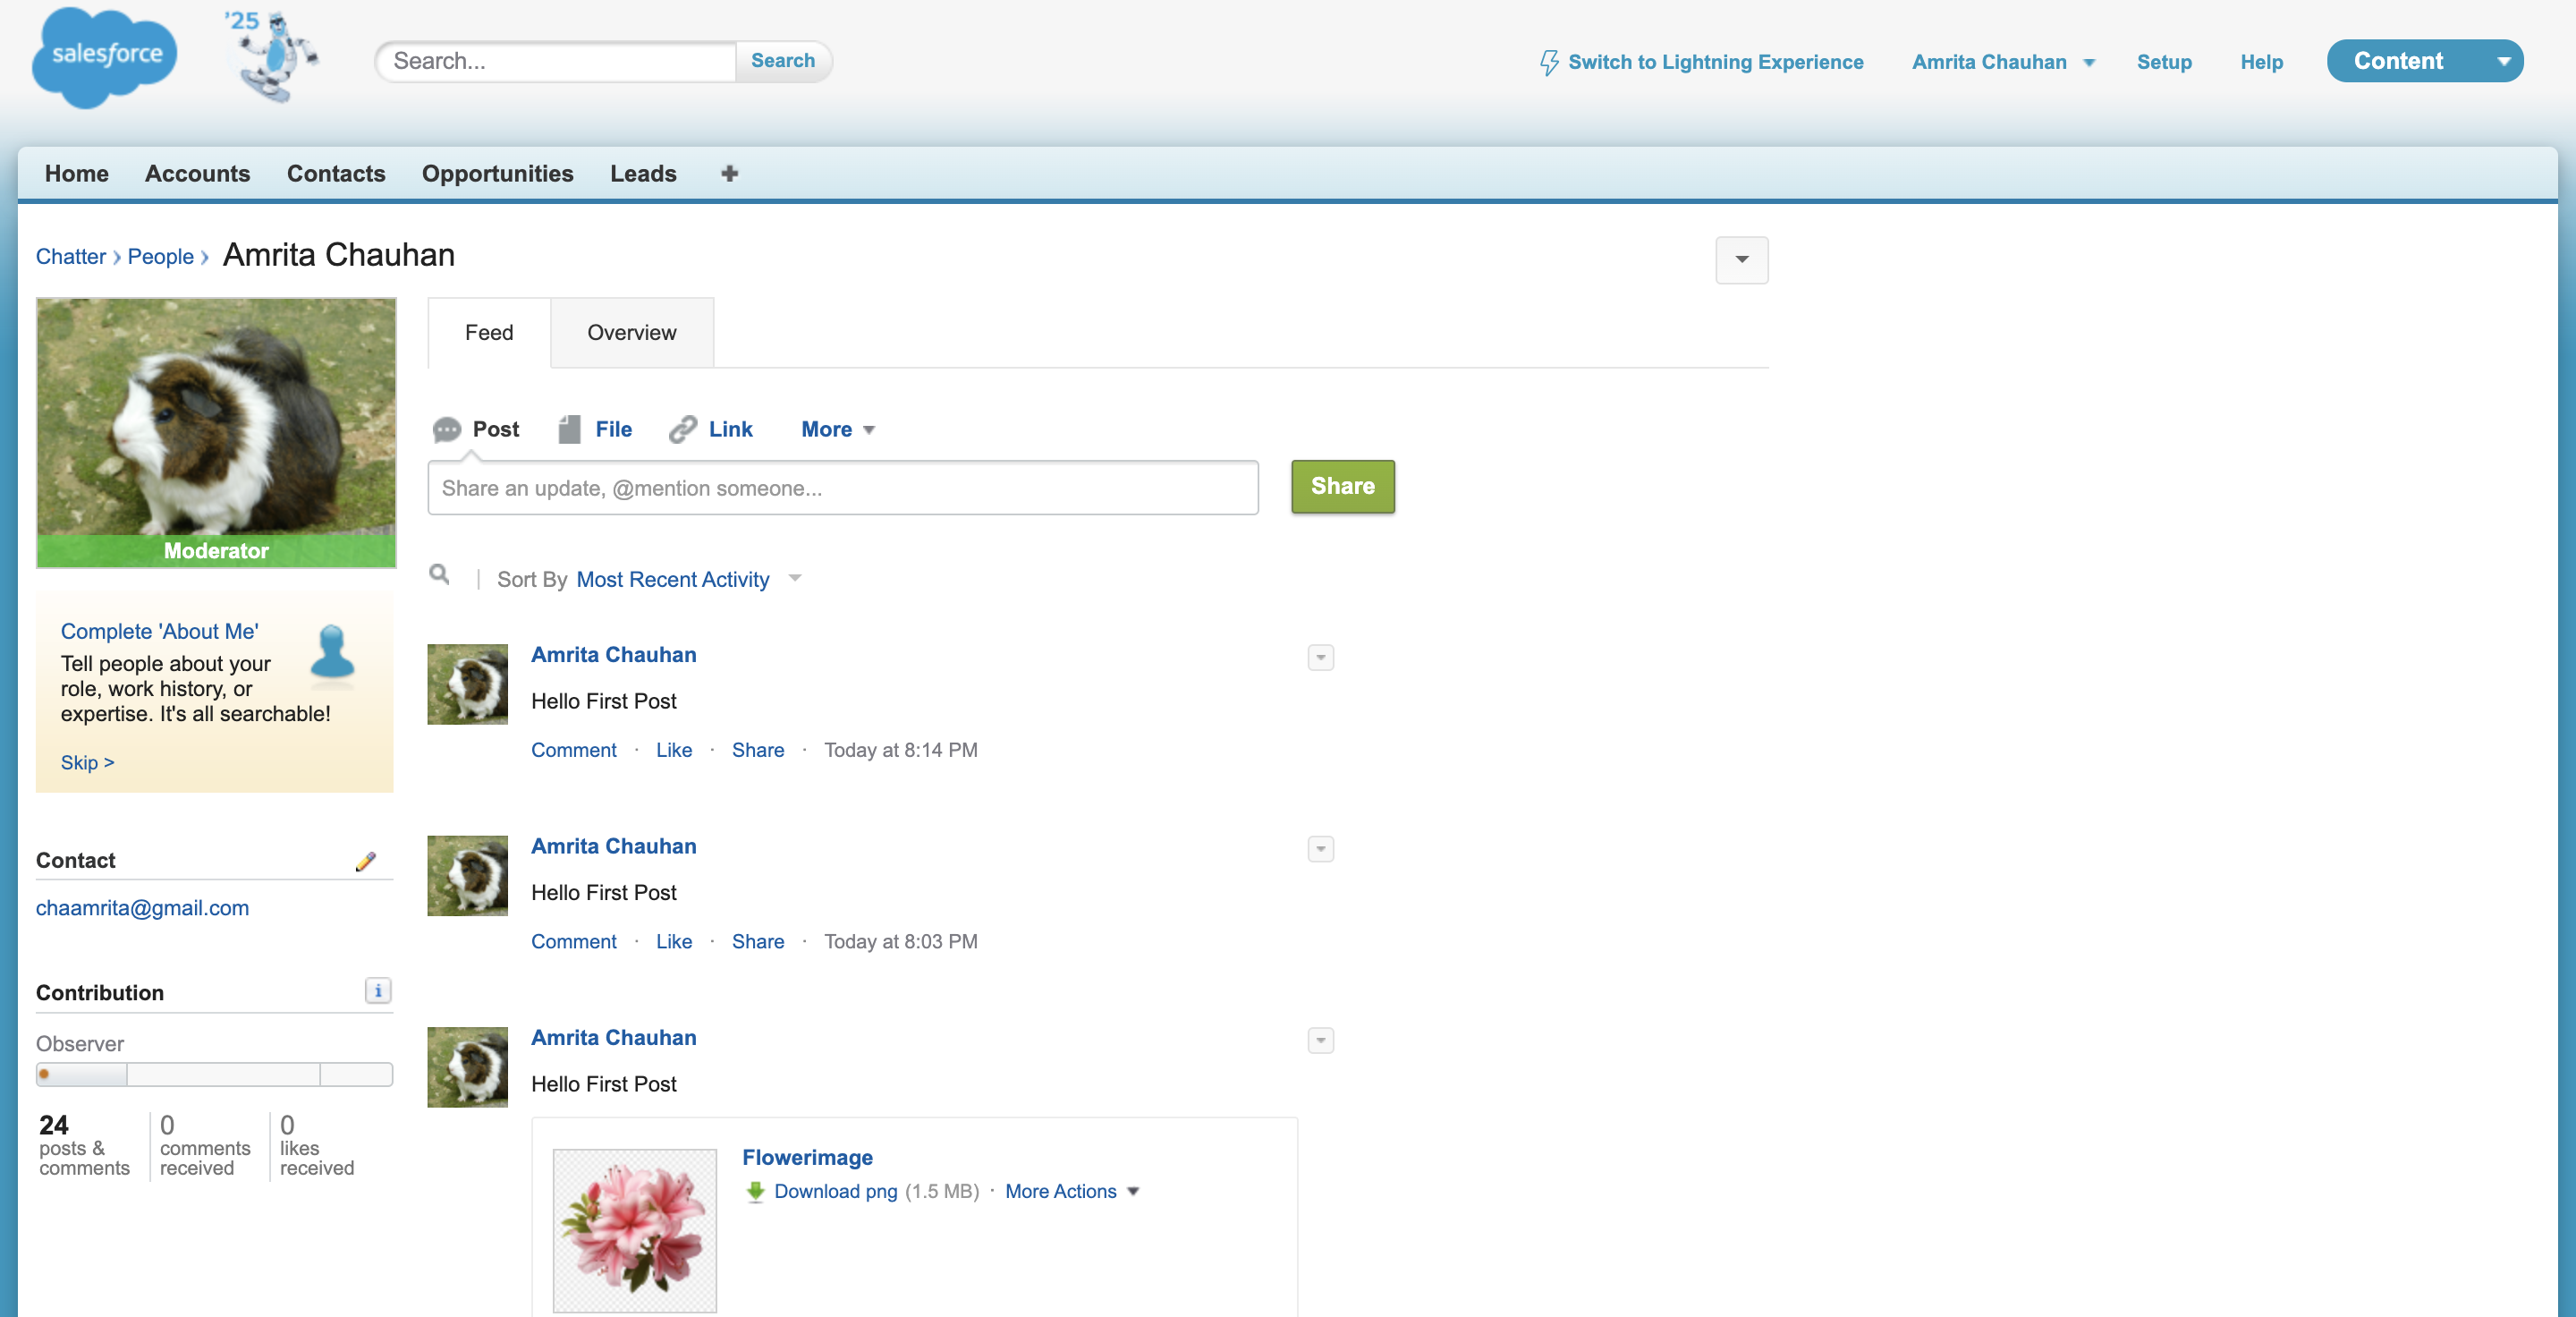 salesforce
'25
Search...
Search
Switch to Lightning Experience
Amrita Chauhan
Setup
Help
Content
Home
Accounts
Contacts
Opportunities
Leads
Chatter › People › Amrita Chauhan
Moderator
Complete 'About Me'
Tell people about your
role, work history, or
expertise. It's all searchable!
Skip >
Contact
chaamrita@gmail.com
Contribution
i
Observer
24
posts &
comments
0
comments
received
0
likes
received
Feed
Overview
Post
File
Link
More
Share an update, @mention someone...
Share
| Sort By Most Recent Activity
Amrita Chauhan
Hello First Post
Comment · Like · Share · Today at 8:14 PM
Amrita Chauhan
Hello First Post
Comment · Like · Share · Today at 8:03 PM
Amrita Chauhan
Hello First Post
Flowerimage
Download png (1.5 MB) · More Actions